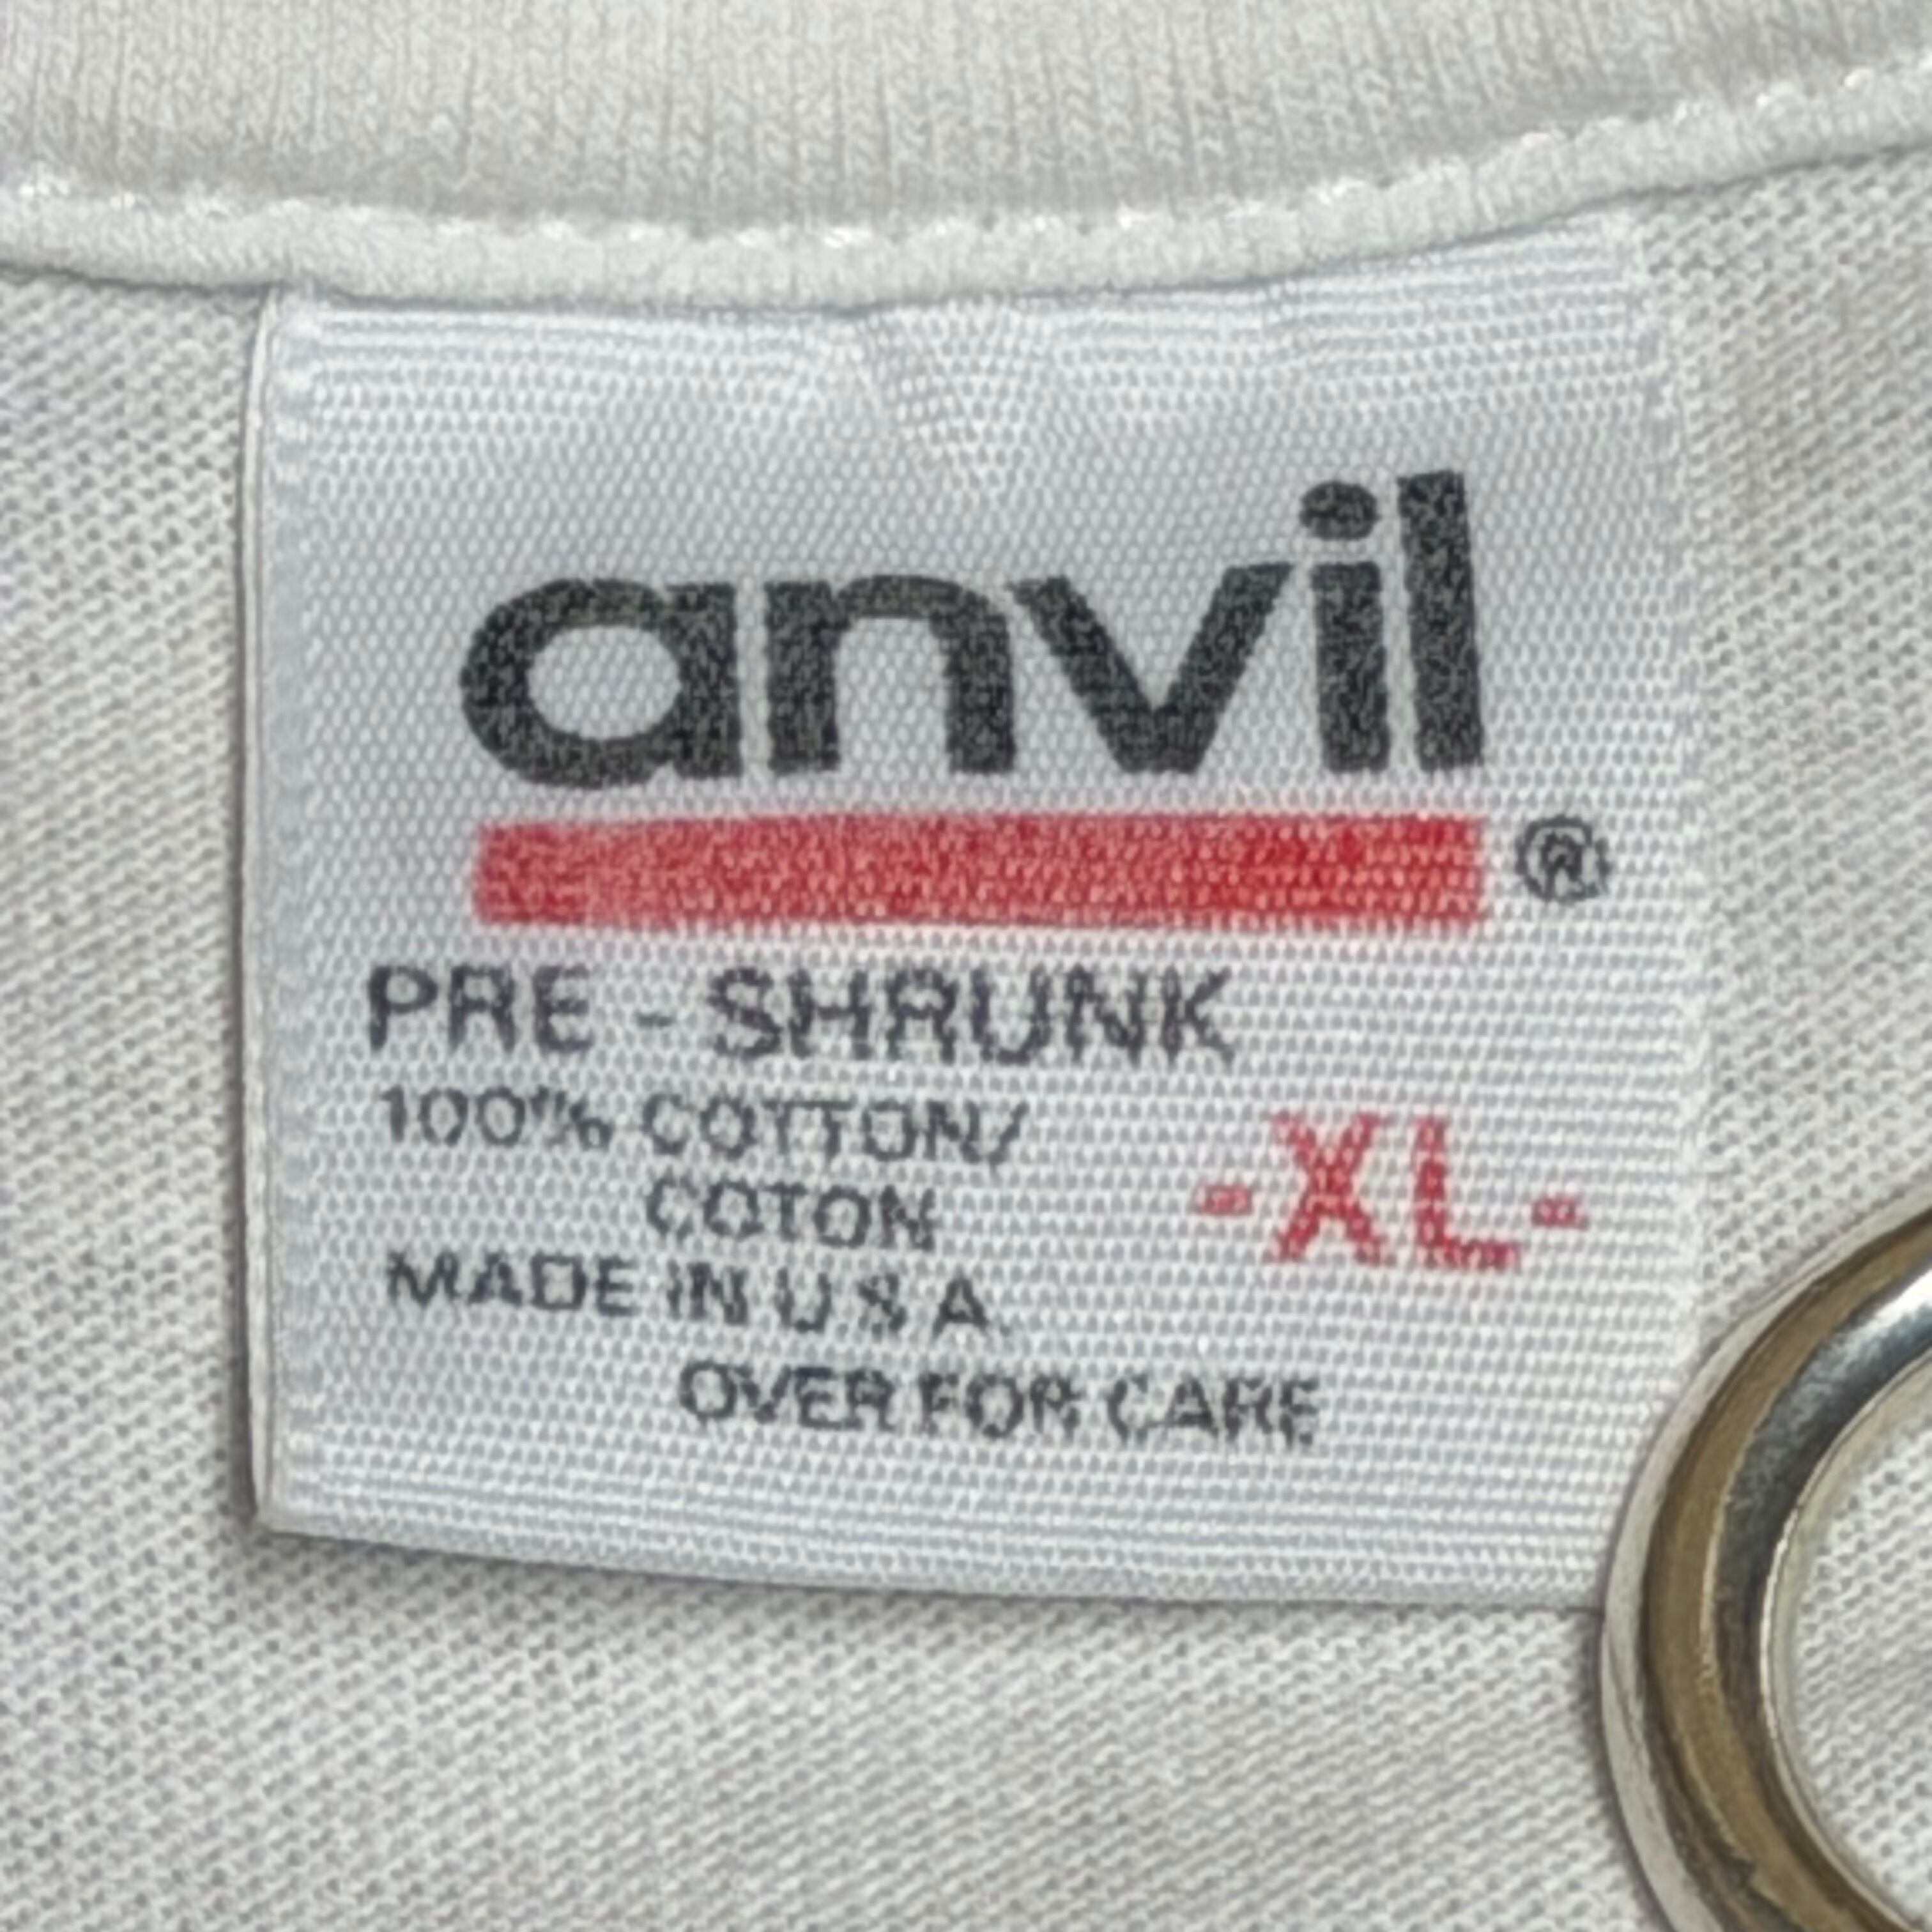 anvil
®
PRE - SHRUNK
100% COTTON/
COTON
-XL-
MADE IN U S A.
OVER FOR CARE